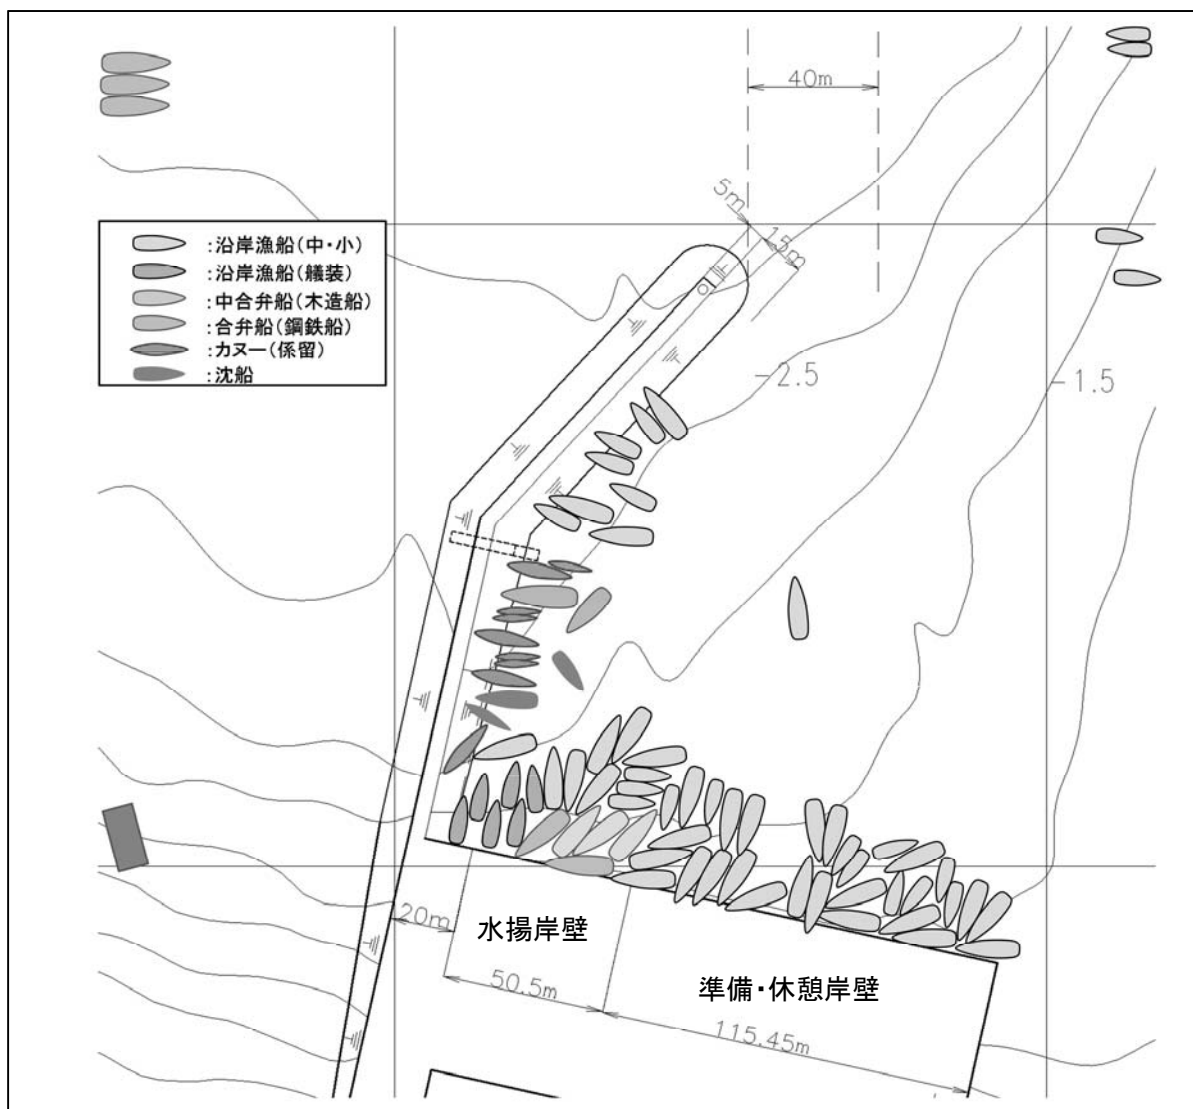 40m
5m
15m
:沿岸漁船(中・小)
:沿岸漁船(艤装)
:中合弁船(木造船)
:合弁船(鋼鉄船)
:カヌー(係留)
:沈船
-2.5
-1.5
20m
水揚岸壁
50.5m
準備・休憩岸壁
115.45m